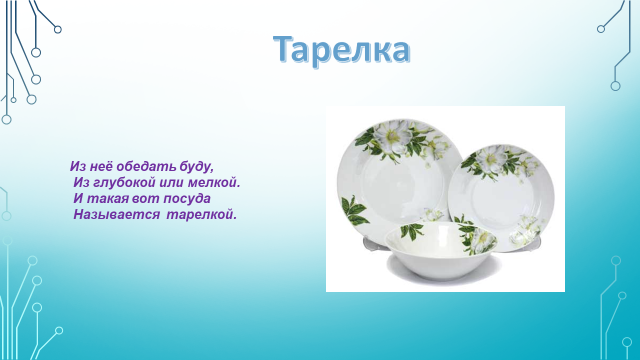 Тарелка
Из неё обедать буду,
Из глубокой или мелкой.
И такая вот посуда
Называется тарелкой.